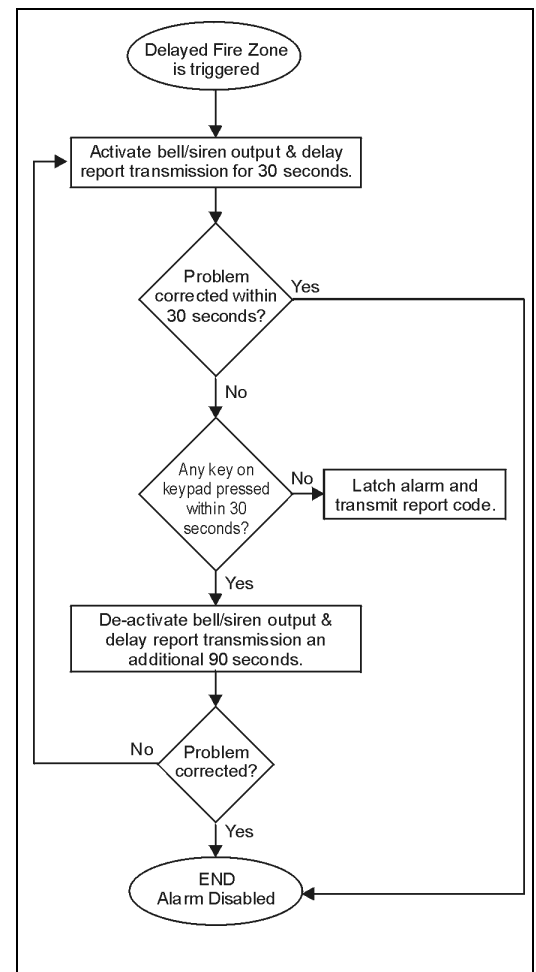 Delayed Fire Zone
is triggered
Activate bell/siren output & delay
report transmission for 30 seconds.
Problem
corrected within
30 seconds?
Yes
No
Any key on
keypad pressed
within 30
seconds?
No
Latch alarm and
transmit report code.
Yes
De-activate bell/siren output &
delay report transmission an
additional 90 seconds.
No
Problem
corrected?
Yes
END
Alarm Disabled